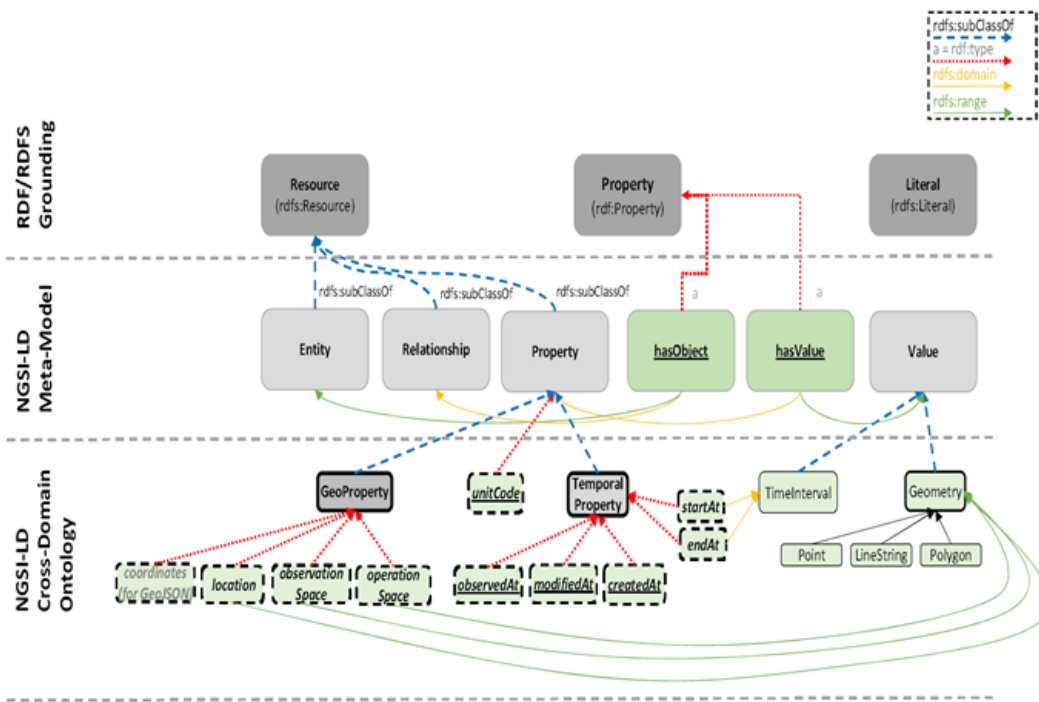 rdfs:subClassOf
a = rdf:type
rdfs:domain
rdfs:range
RDF/RDFS
Grounding
Resource
(rdfs:Resource)
Property
(rdf:Property)
Literal
(rdfs:Literal)
NGSI-LD
Meta-Model
rdfs:subClassOf
rdfs:subClassOf
rdfs:subClassOf
a
a
Entity
Relationship
Property
hasObject
hasValue
Value
NGSI-LD
Cross-Domain
Ontology
GeoProperty
unitCode
Temporal
Property
startAt
endAt
TimeInterval
Geometry
Point
LineString
Polygon
coordinates
(for GeoJSON)
location
observation
Space
operation
Space
observedAt
modifiedAt
createdAt